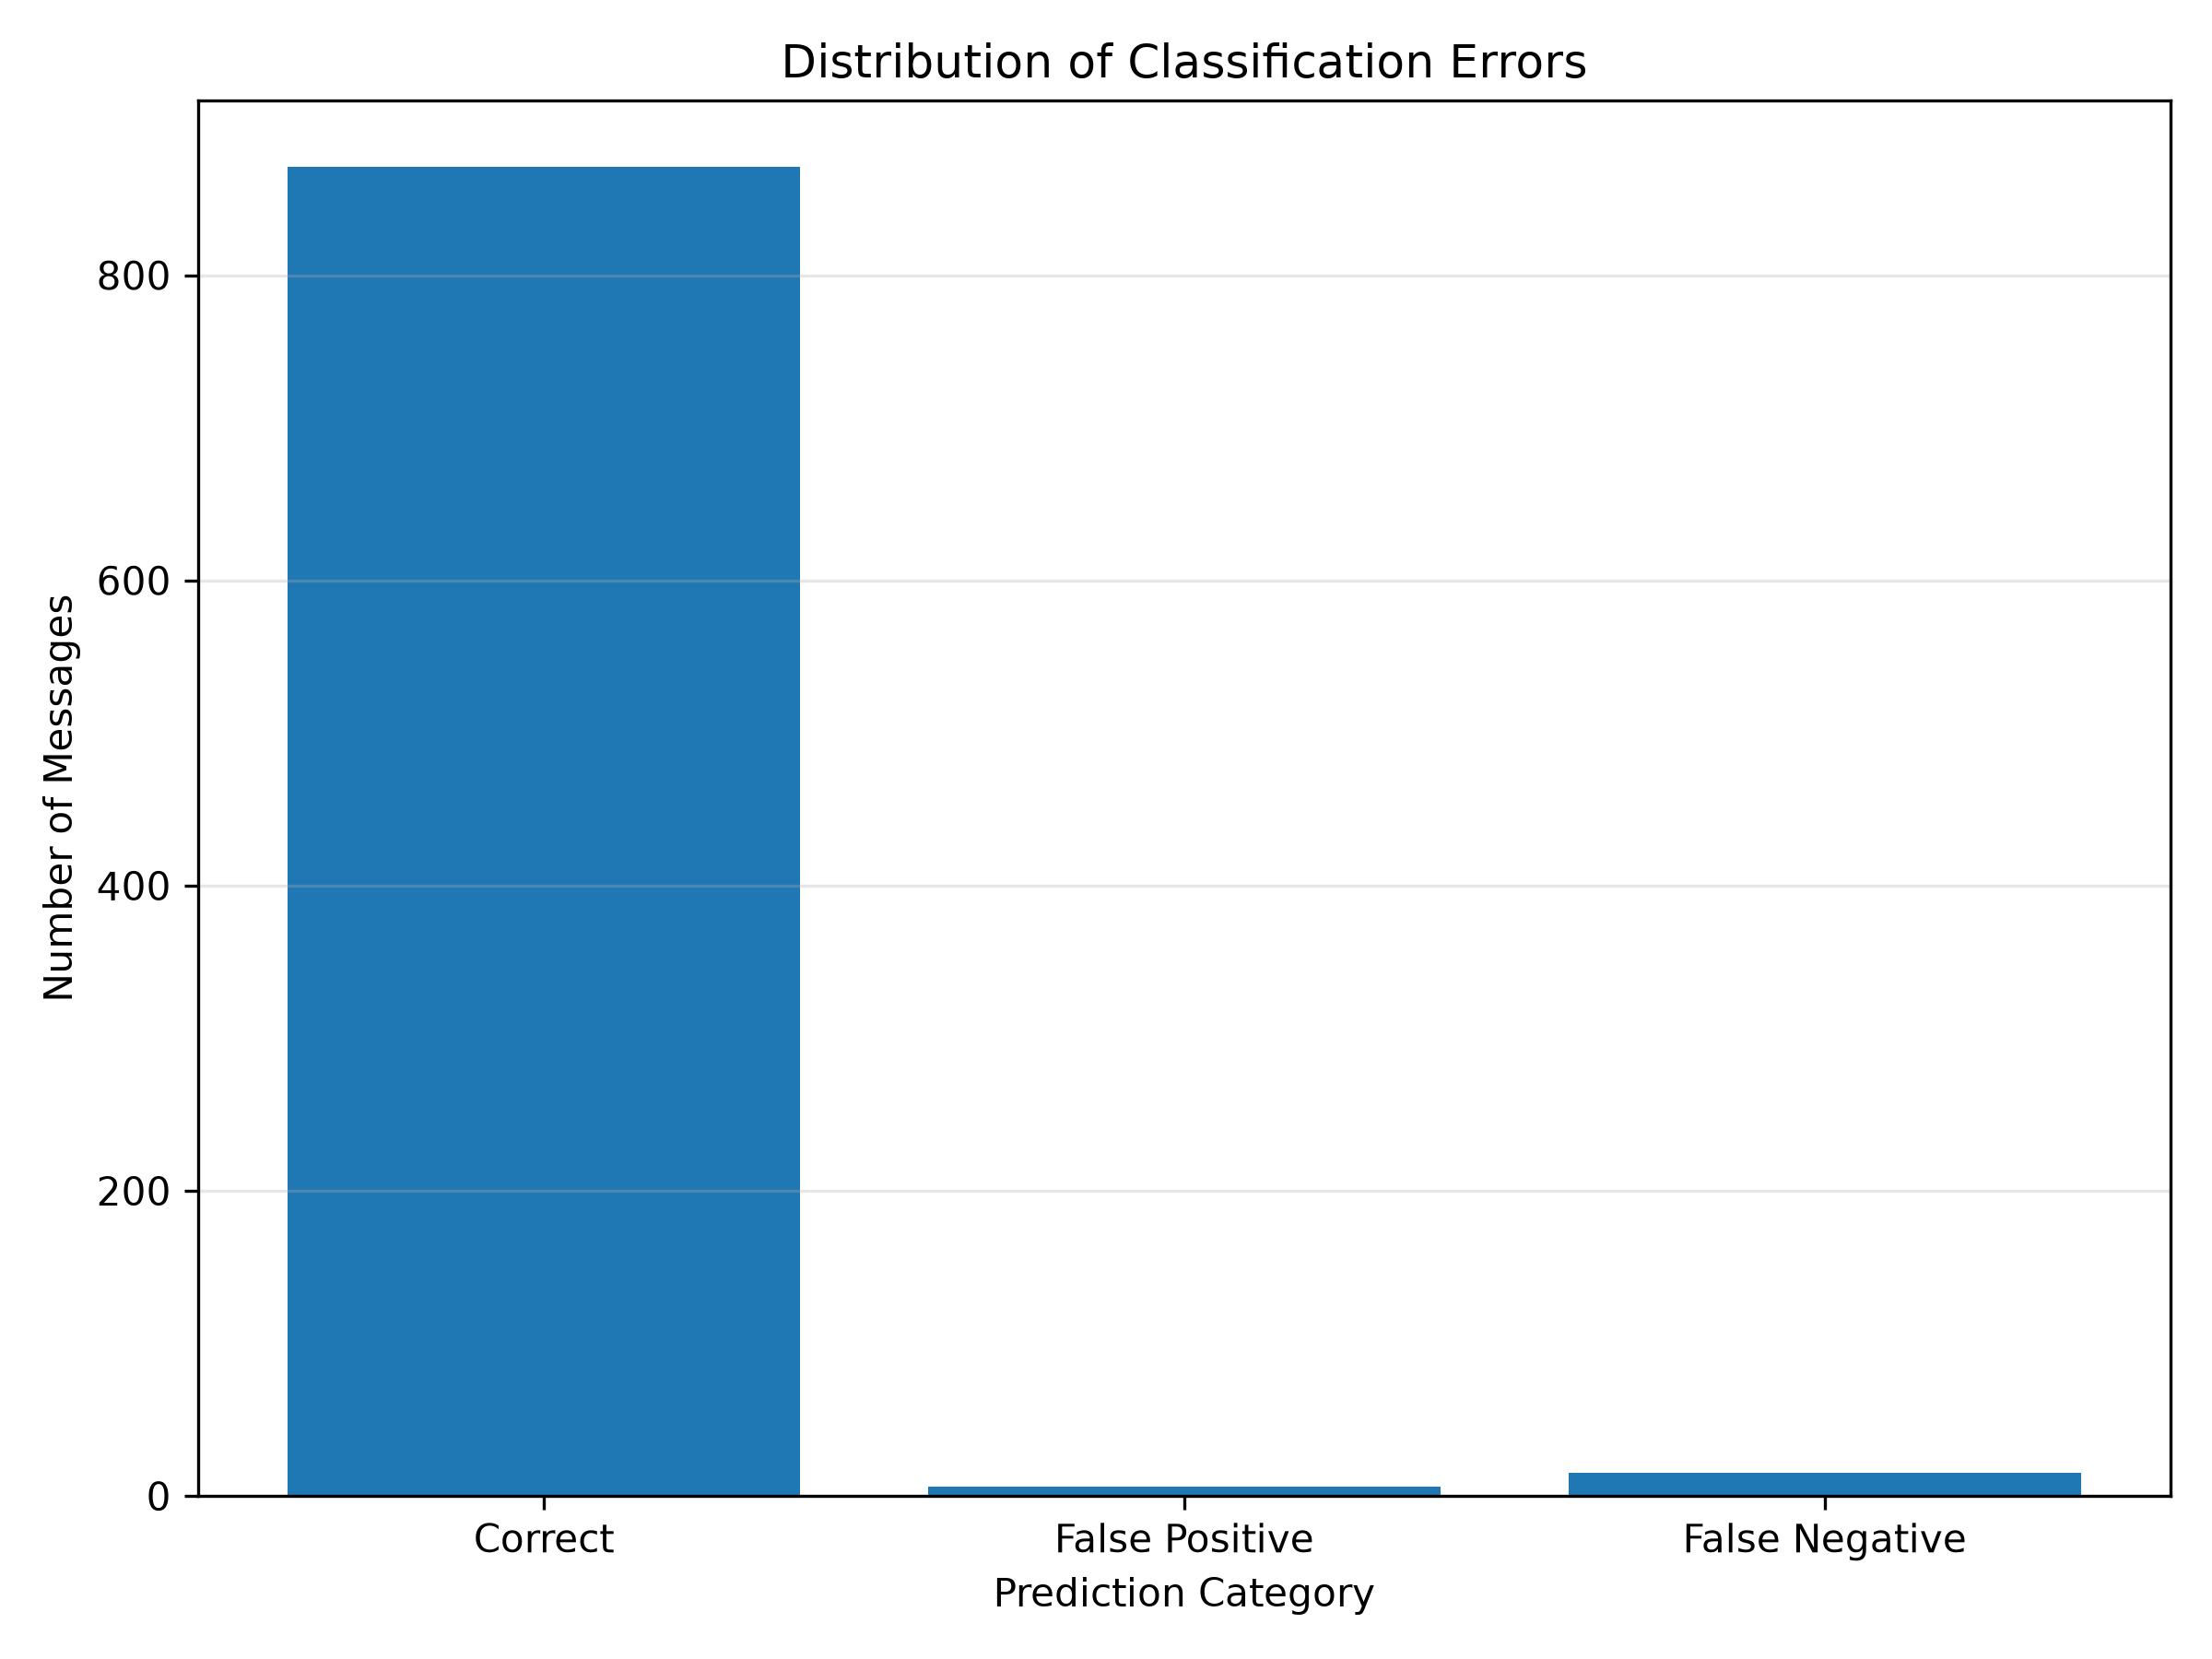 Distribution of Classification Errors
Number of Messages
800
600
400
200
0
Correct
False Positive
False Negative
Prediction Category